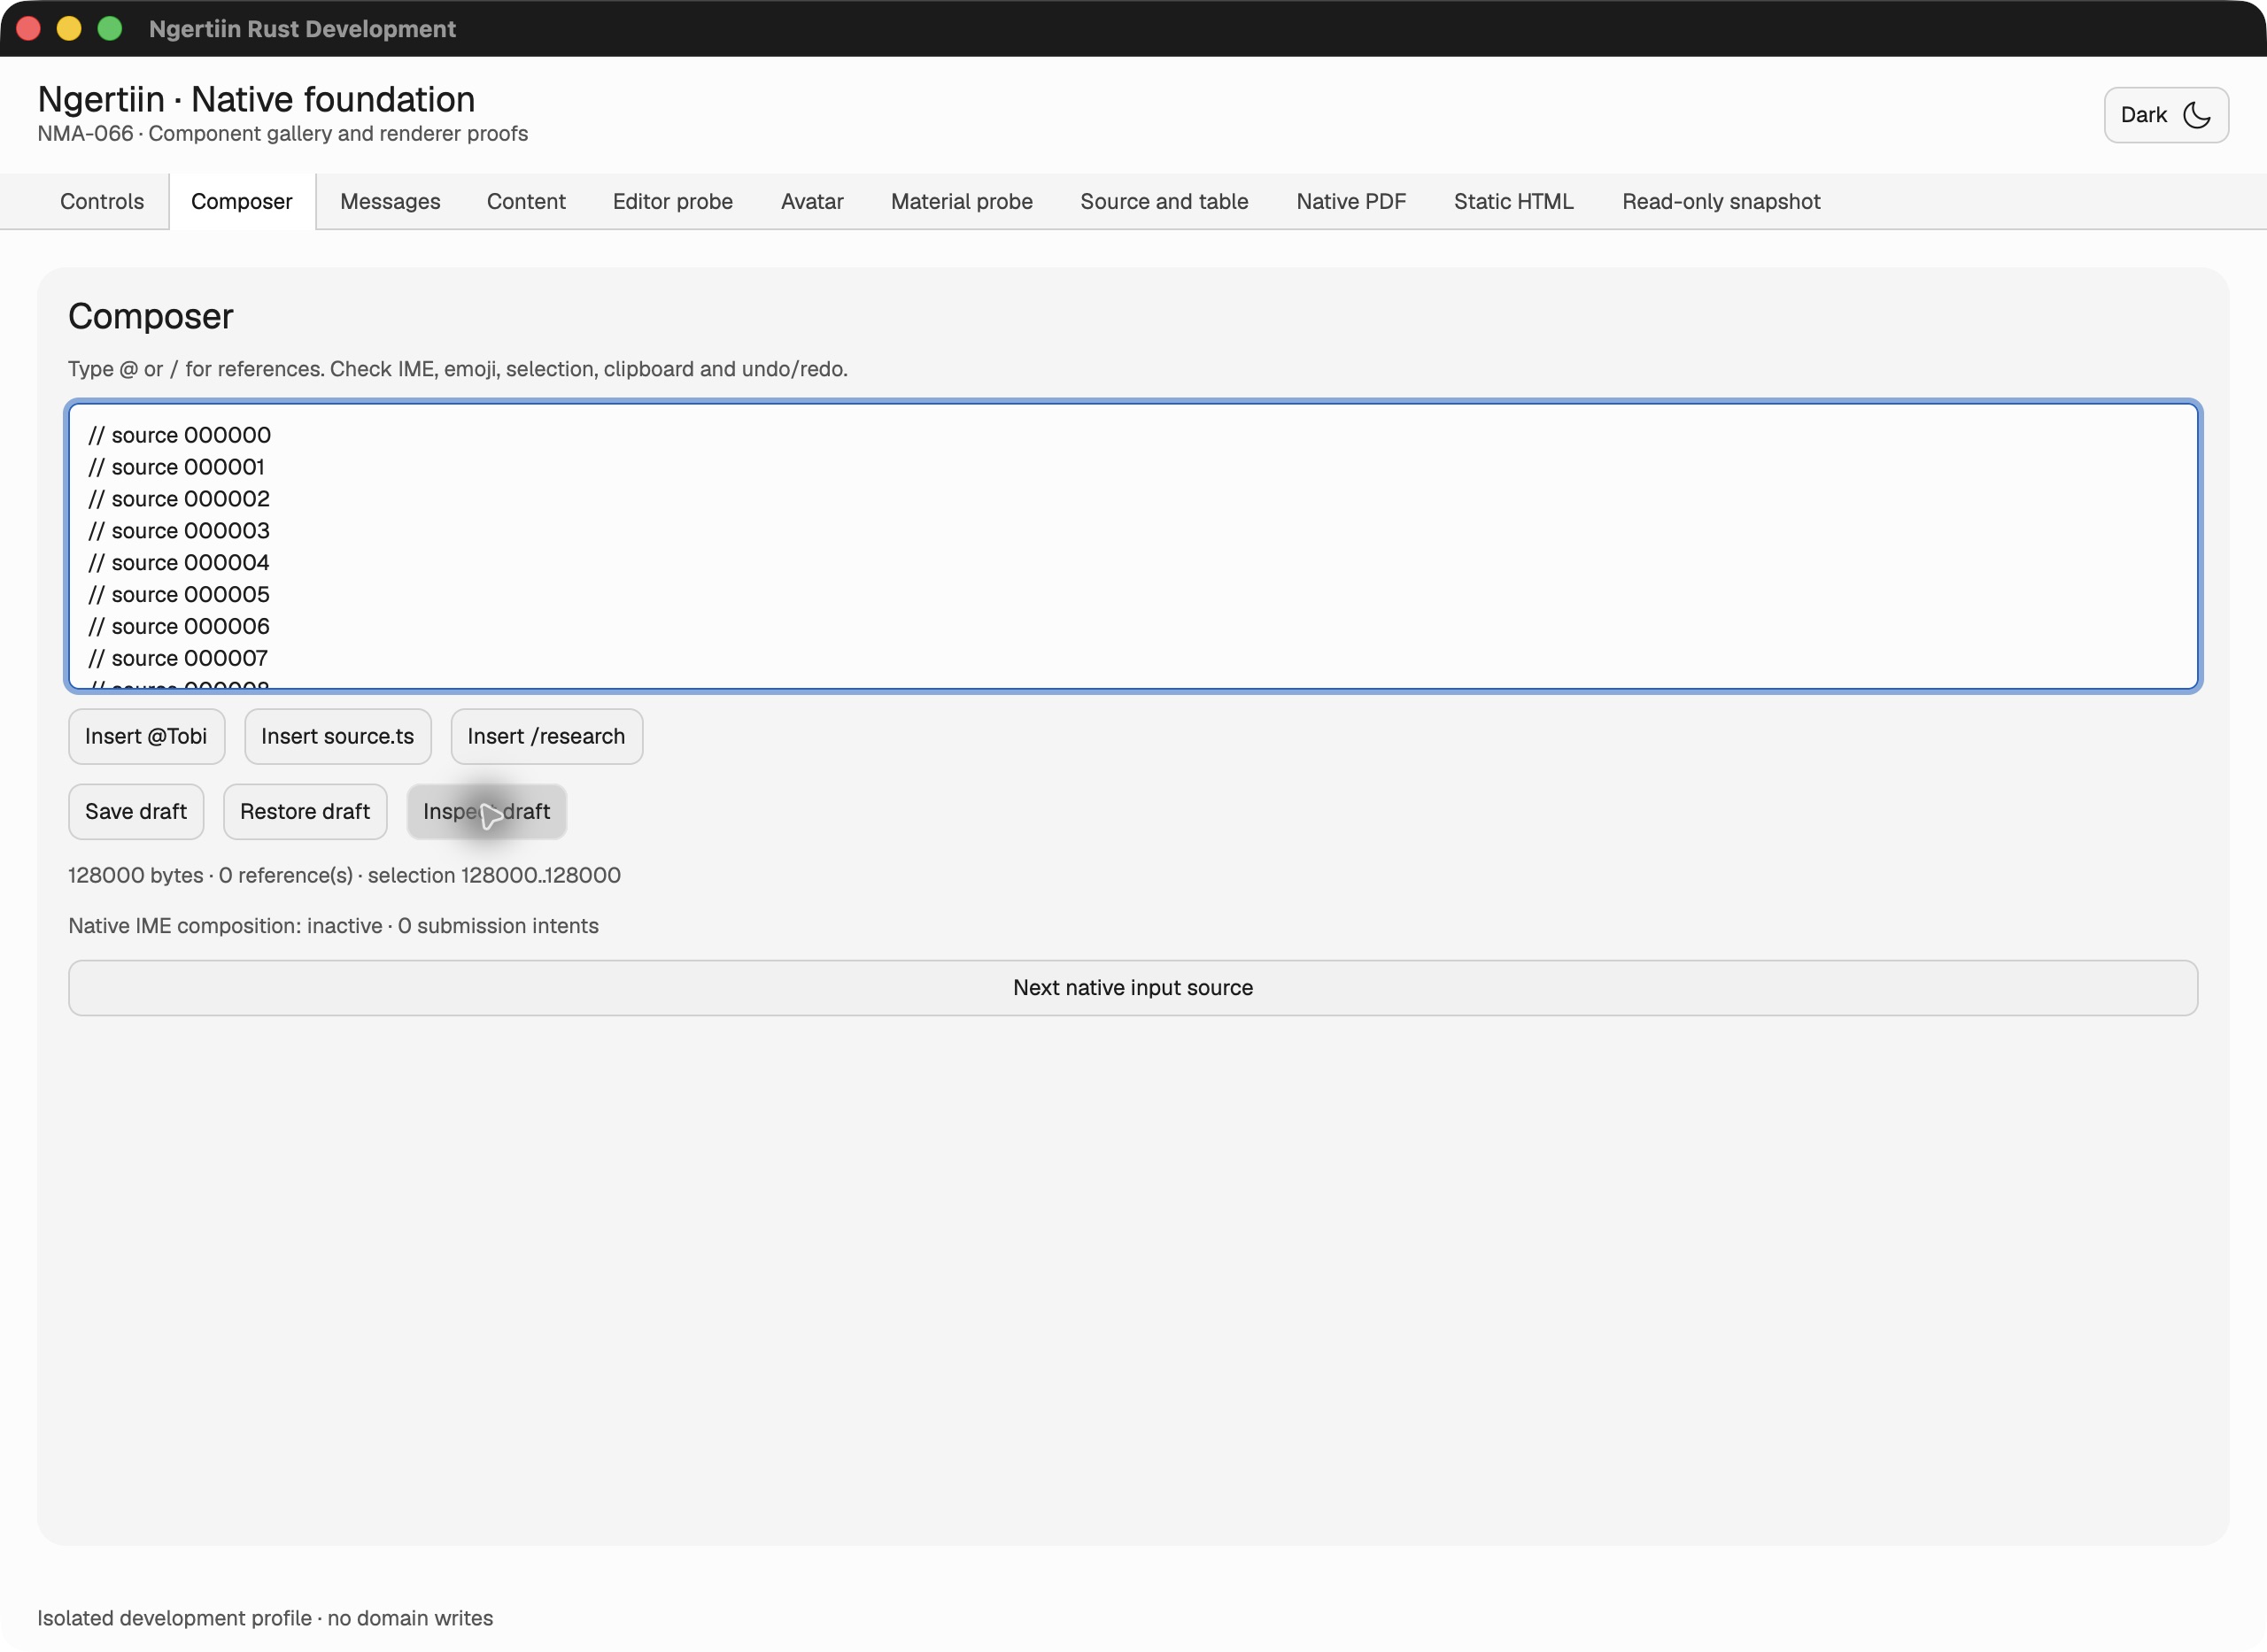 Ngertiin Rust Development
Ngertiin · Native foundation
NMA-066 · Component gallery and renderer proofs
Dark
Controls Composer Messages Content Editor probe Avatar Material probe Source and table Native PDF Static HTML Read-only snapshot
Composer
Type @ or / for references. Check IME, emoji, selection, clipboard and undo/redo.
// source 000000
// source 000001
// source 000002
// source 000003
// source 000004
// source 000005
// source 000006
// source 000007
// source 000008
Insert @Tobi Insert source.ts Insert /research
Save draft Restore draft Inspect draft
128000 bytes · 0 reference(s) · selection 128000..128000
Native IME composition: inactive · 0 submission intents
Next native input source
Isolated development profile · no domain writes